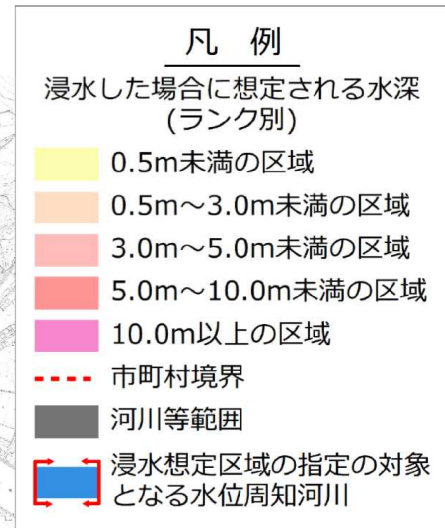 凡 例
浸水した場合に想定される水深
(ランク別)
0.5m未満の区域
0.5m～3.0m未満の区域
3.0m～5.0m未満の区域
5.0m～10.0m未満の区域
10.0m以上の区域
市町村境界
河川等範囲
浸水想定区域の指定の対象
となる水位周知河川